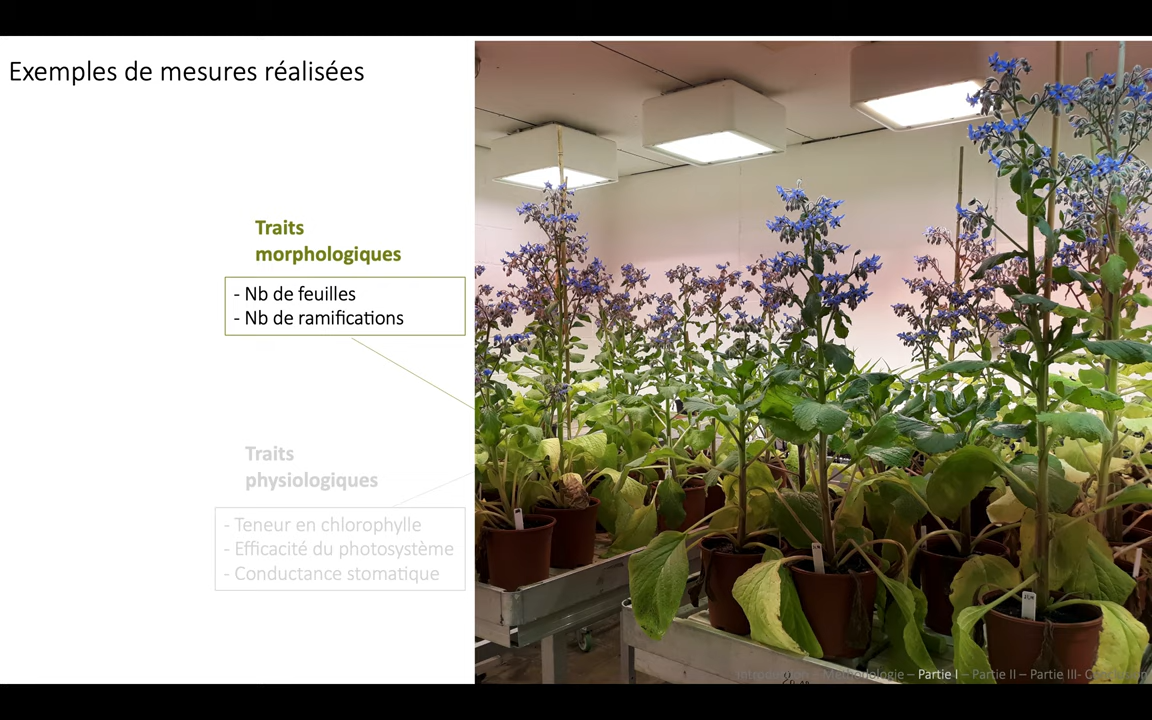 Exemples de mesures réalisées
Traits
morphologiques
- Nb de feuilles
- Nb de ramifications
Traits
physiologiques
- Teneur en chlorophylle
- Efficacité du photosystème
- Conductance stomatique
– Partie I – Partie II – Partie III-